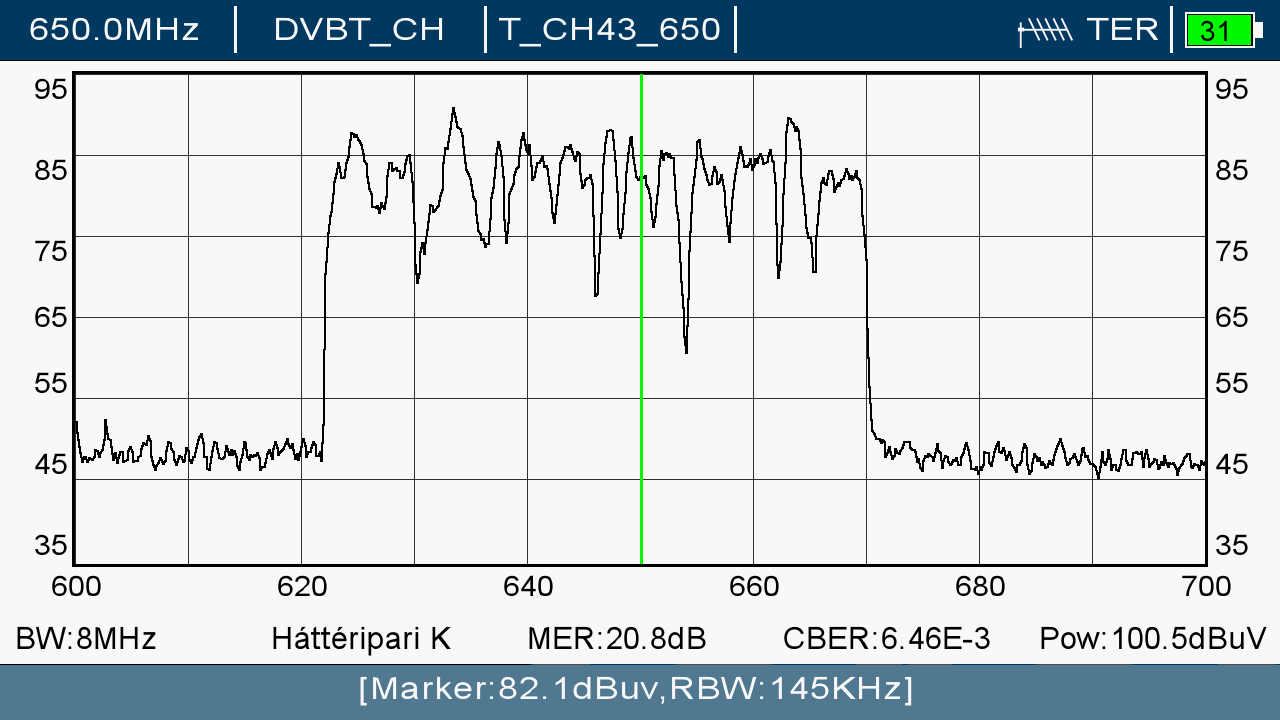 650.0MHz DVBT_CH T_CH43_650 TER 31
95 95
85 85
75 75
65 65
55 55
45 45
35 35
600 620 640 660 680 700
BW:8MHz Háttéripari K MER:20.8dB CBER:6.46E-3 Pow:100.5dBuV
[Marker:82.1dBuv,RBW:145KHz]